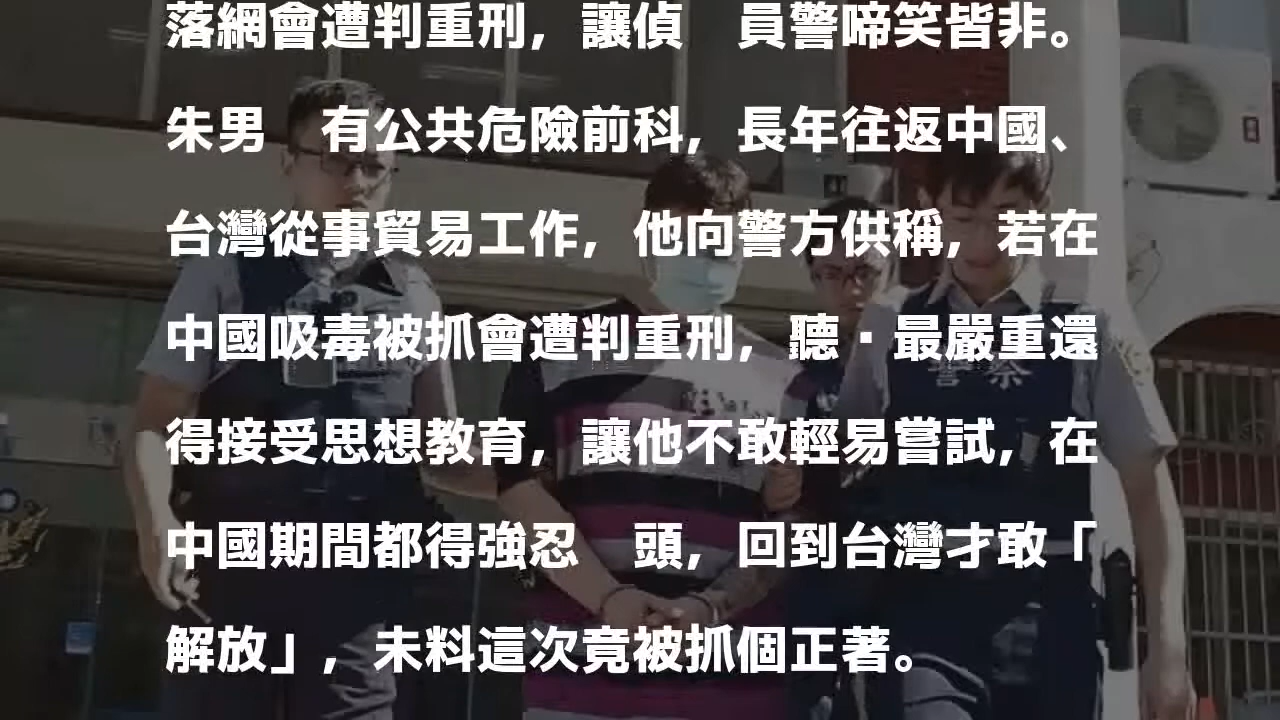 落網會遭判重刑，讓偵　員警啼笑皆非。
朱男　有公共危險前科，長年往返中國、
台灣從事貿易工作，他向警方供稱，若在
中國吸毒被抓會遭判重刑，聽·最嚴重還
得接受思想教育，讓他不敢輕易嘗試，在
中國期間都得強忍　頭，回到台灣才敢「
解放」，未料這次竟被抓個正著。
警察